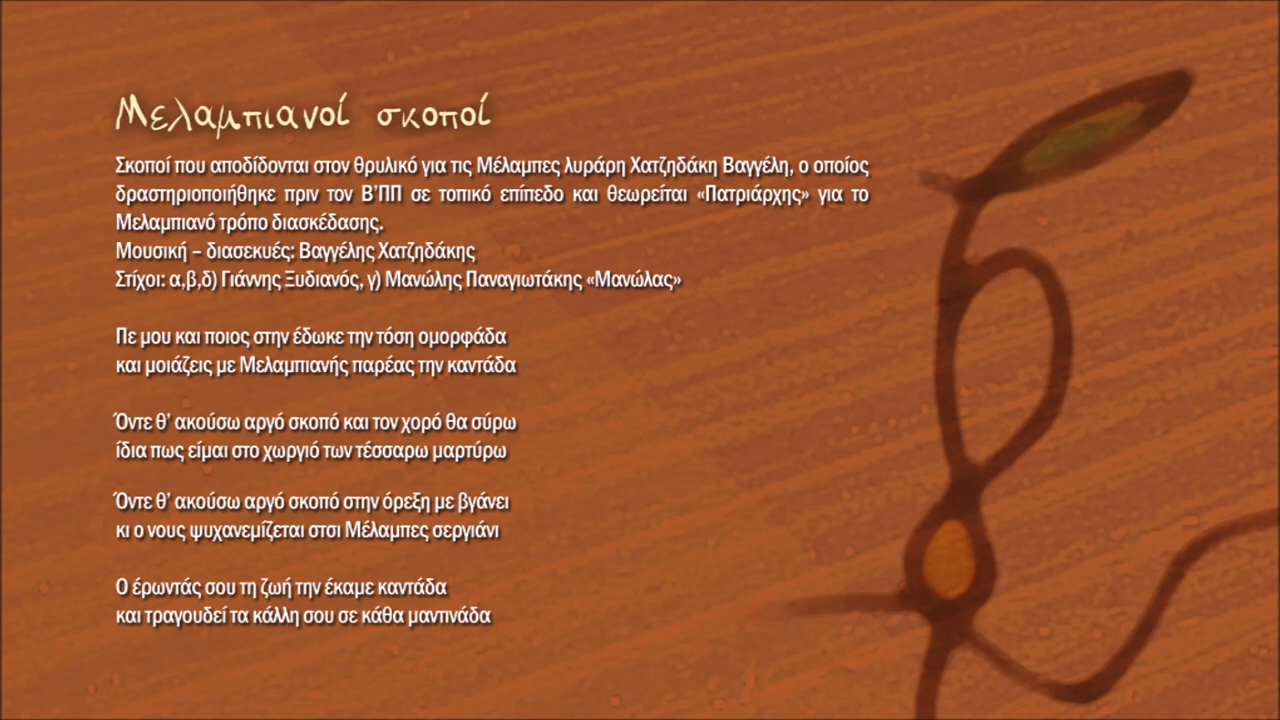 Μελαμπιανοί σκοποί
Σκοποί που αποδίδονται στον θρυλικό για τις Μέλαμπες λυράρη Χατζηδάκη Βαγγέλη, ο οποίος
δραστηριοποιήθηκε πριν τον Β'ΠΠ σε τοπικό επίπεδο και θεωρείται «Πατριάρχης» για το
Μελαμπιανό τρόπο διασκέδασης.
Μουσική – διασεκυές: Βαγγέλης Χατζηδάκης
Στίχοι: α,β,δ) Γιάννης Ξυδιανός, γ) Μανώλης Παναγιωτάκης «Μανώλας»
Πε μου και ποιος στην έδωκε την τόση ομορφάδα
και μοιάζεις με Μελαμπιανής παρέας την καντάδα
Όντε θ' ακούσω αργό σκοπό και τον χορό θα σύρω
ίδια πως είμαι στο χωργιό των τέσσαρω μαρτύρω
Όντε θ' ακούσω αργό σκοπό στην όρεξη με βγάνει
κι ο νους ψυχανεμίζεται στσι Μέλαμπες σεργιάνι
Ο έρωντάς σου τη ζωή την έκαμε καντάδα
και τραγουδεί τα κάλλη σου σε κάθα μαντινάδα